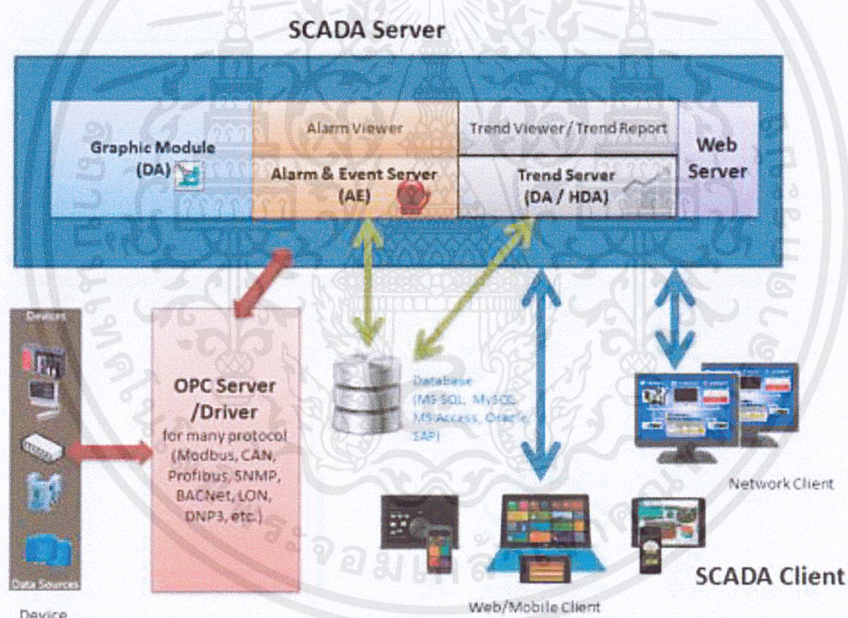 SCADA Server
Graphic Module
(DA)
Alarm Viewer
Alarm & Event Server
(AE)
Trend Viewer / Trend Report
Trend Server
(DA / HDA)
Web
Server
Devices
Data Sources
Device
OPC Server
/Driver
for many protocol
(Modbus, CAN,
Profibus, SNMP,
BACNet, LON,
DNP3, etc.)
Database
(MS SQL, MySQL,
MS Access, Oracle,
SAP)
Network Client
SCADA Client
Web/Mobile Client